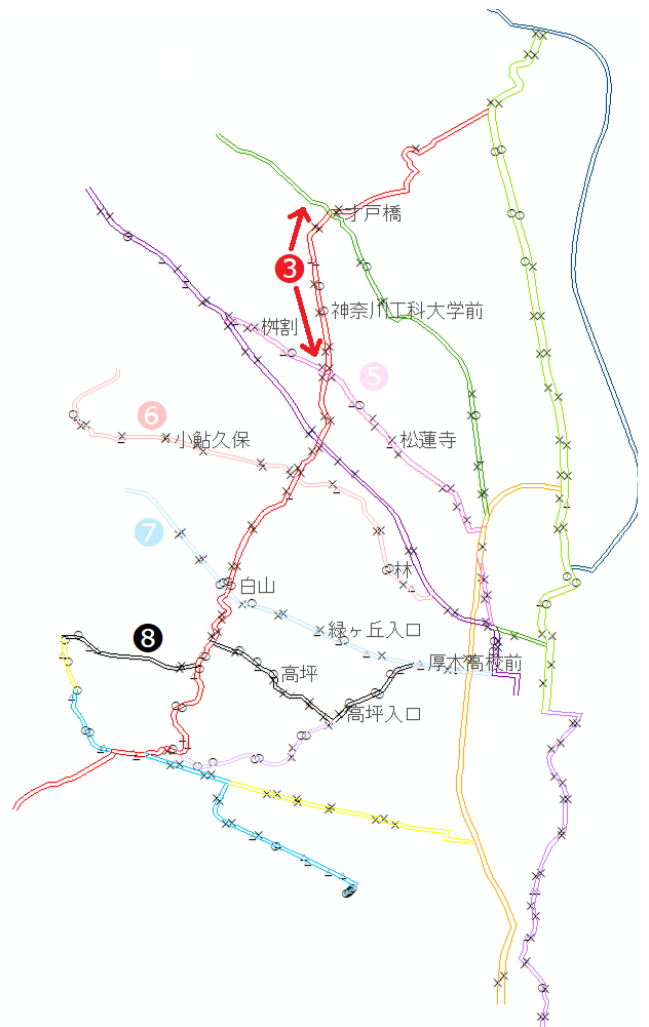 才戸橋
3
神奈川工科大学前
桝割
5
6
小鮎久保
松蓮寺
7
林
白山
緑ヶ丘入口
8
高坪
厚木高校前
高坪入口